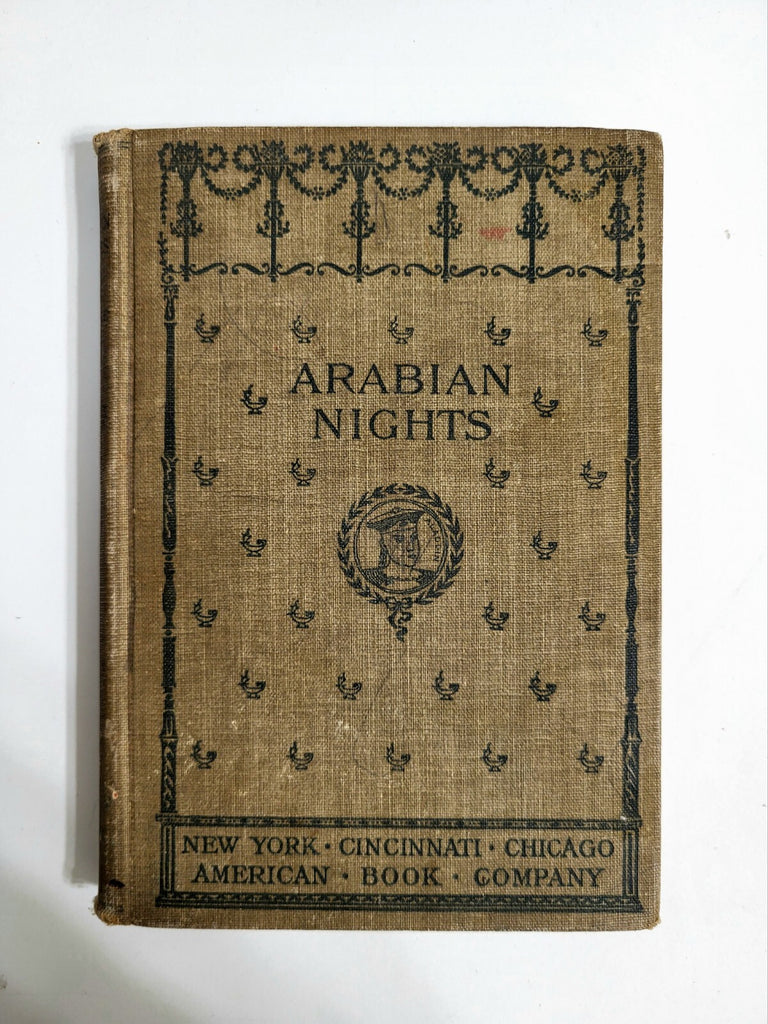 ARABIAN
NIGHTS
NEW YORK · CINCINNATI · CHICAGO
AMERICAN · BOOK · COMPANY